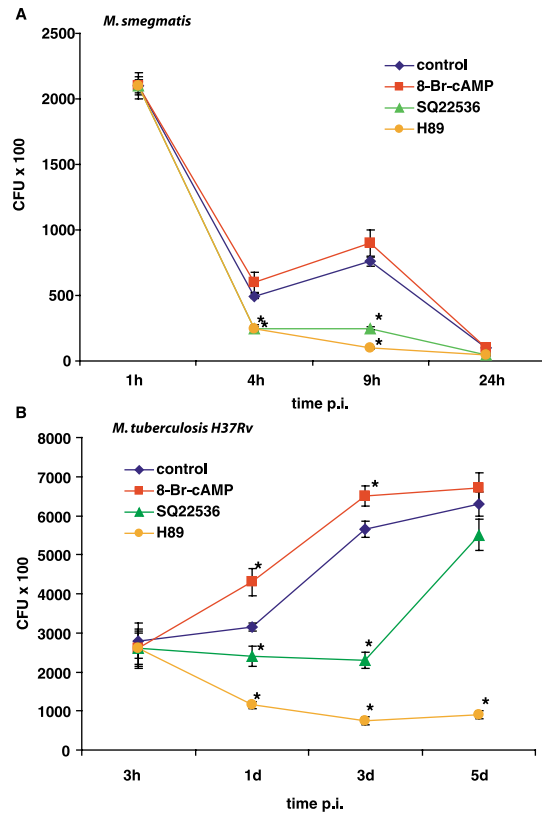 A
M. smegmatis
CFU x 100
2500
2000
1500
1000
500
0
control
8-Br-cAMP
SQ22536
H89
* * * *
1h 4h 9h 24h
time p.i.
B
M. tuberculosis H37Rv
CFU x 100
8000
7000
6000
5000
4000
3000
2000
1000
0
control
8-Br-cAMP
SQ22536
H89
* * * * * * *
3h 1d 3d 5d
time p.i.